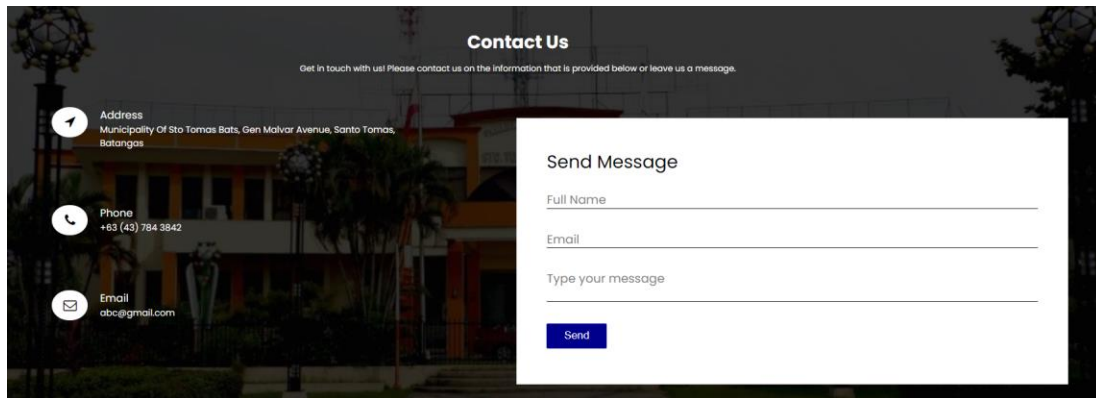 Contact Us
Get in touch with us! Please contact us on the information that is provided below or leave us a message.
Address
Municipality Of Sto Tomas Bats, Gen Malvar Avenue, Santo Tomas,
Batangas
Phone
+63 (43) 784 3842
Email
abc@gmail.com
Send Message
Full Name
Email
Type your message
Send